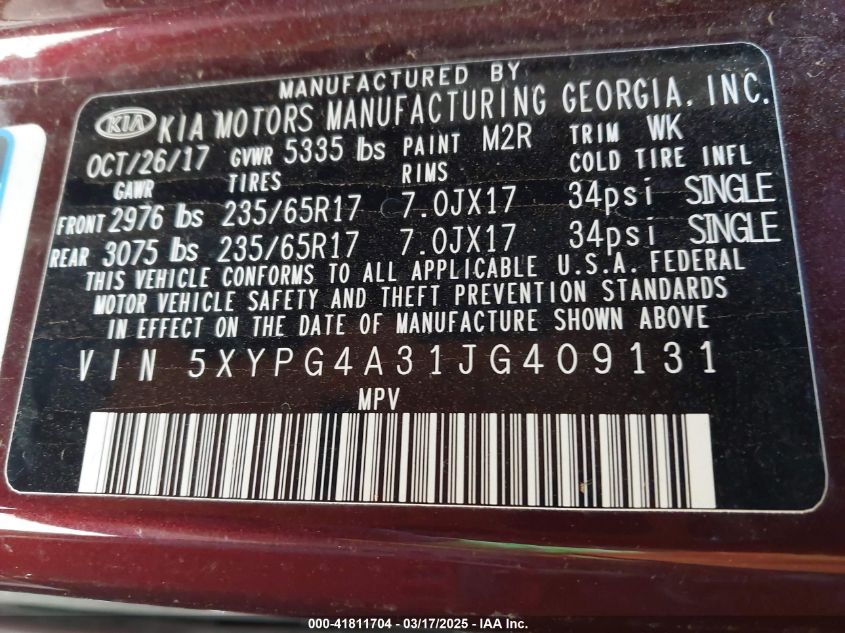 MANUFACTURED BY
KIA KIA MOTORS MANUFACTURING GEORGIA, INC.
OCT/26/17 GVWR 5335 lbs PAINT M2R TRIM WK
GAWR TIRES RIMS COLD TIRE INFL
FRONT 2976 lbs 235/65R17 7.0JX17 34psi SINGLE
REAR 3075 lbs 235/65R17 7.0JX17 34psi SINGLE
THIS VEHICLE CONFORMS TO ALL APPLICABLE U.S.A. FEDERAL
MOTOR VEHICLE SAFETY AND THEFT PREVENTION STANDARDS
IN EFFECT ON THE DATE OF MANUFACTURE SHOWN ABOVE
VIN 5XYPG4A31JG409131
MPV
000-41811704 - 03/17/2025 - IAA Inc.